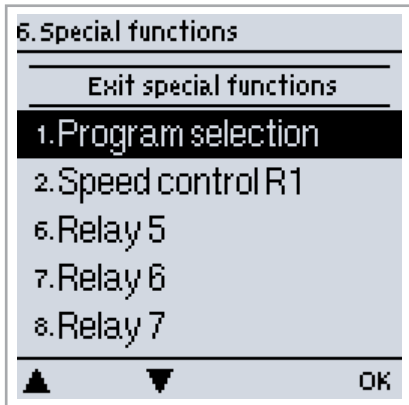 6.Special functions
Exit special functions
1.Program selection
2.Speed control R1
6.Relay 5
7.Relay 6
8.Relay 7
▲ ▼ OK